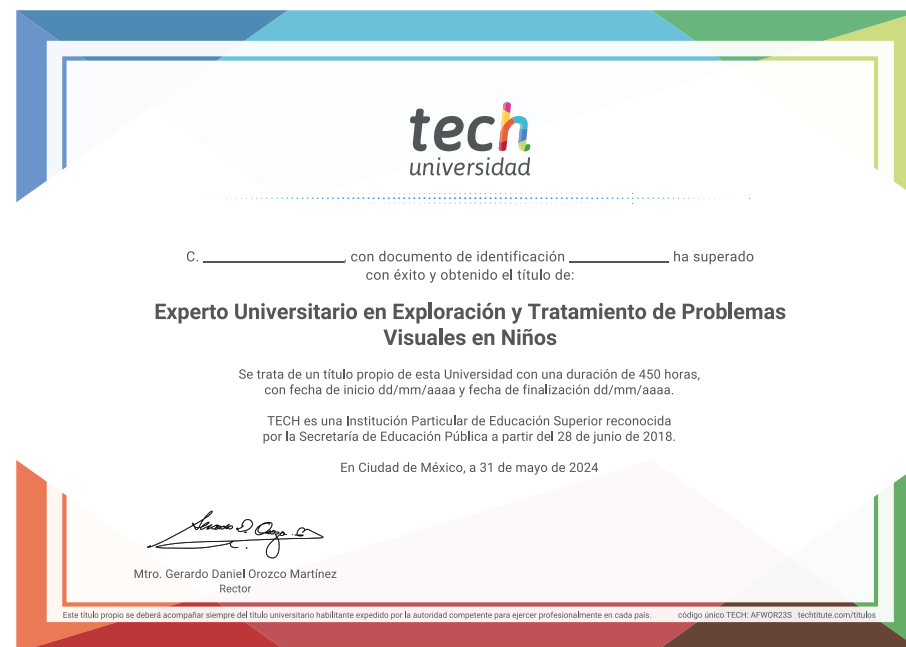 tech
universidad
C. ____________, con documento de identificación ____________ ha superado
con éxito y obtenido el título de:
Experto Universitario en Exploración y Tratamiento de Problemas
Visuales en Niños
Se trata de un título propio de esta Universidad con una duración de 450 horas,
con fecha de inicio dd/mm/aaaa y fecha de finalización dd/mm/aaaa.
TECH es una Institución Particular de Educación Superior reconocida
por la Secretaría de Educación Pública a partir del 28 de junio de 2018.
En Ciudad de México, a 31 de mayo de 2024
Mtro. Gerardo Daniel Orozco Martínez
Rector
Este título propio se deberá acompañar siempre del título universitario habilitante expedido por la autoridad competente para ejercer profesionalmente en cada país. código único TECH: AFWOR23S techtitute.com/titulos